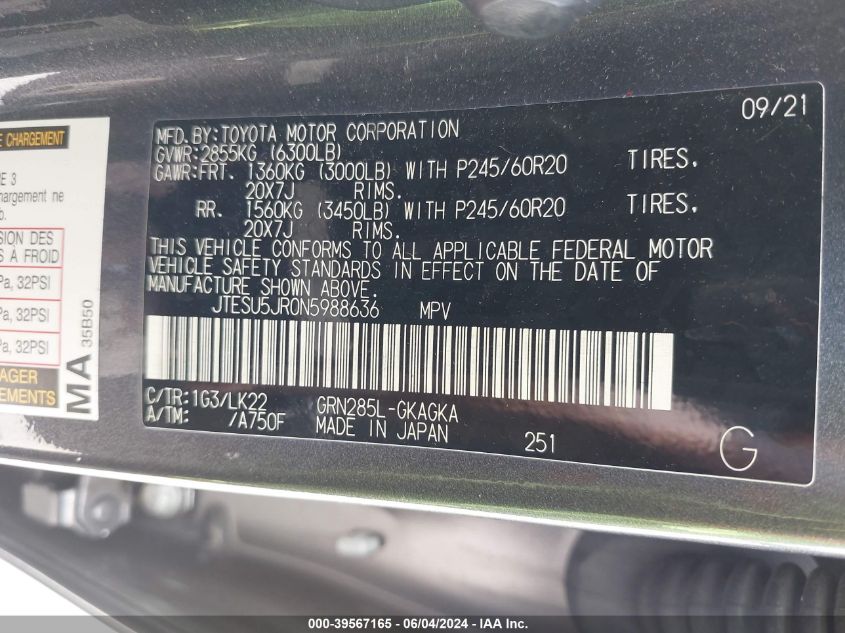 E CHARGEMENT
E 3
hargement ne
b.
SION DES
S À FROID
Pa, 32PSI
Pa, 32PSI
Pa, 32PSI
AGER
EMENTS
MA
35B50
09/21
MFD. BY:TOYOTA MOTOR CORPORATION
GVWR:2855KG (6300LB)
GAWR:FRT. 1360KG (3000LB) WITH P245/60R20 TIRES.
20X7J RIMS.
RR. 1560KG (3450LB) WITH P245/60R20 TIRES.
20X7J RIMS.
THIS VEHICLE CONFORMS TO ALL APPLICABLE FEDERAL MOTOR
VEHICLE SAFETY STANDARDS IN EFFECT ON THE DATE OF
MANUFACTURE SHOWN ABOVE.
JTESU5JR0N5988636 MPV
C/TR:1G3/LK22 GRN285L-GKAGKA
A/TM: /A750F MADE IN JAPAN 251
G
000-39567165 - 06/04/2024 - IAA Inc.